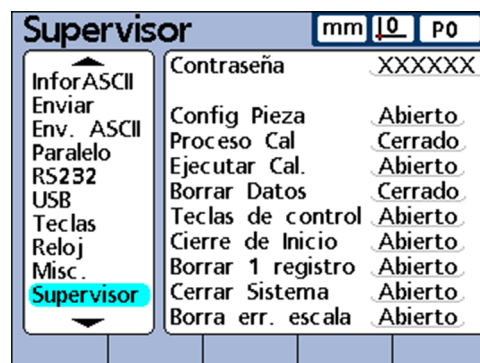 Supervisor
mm
0
P0
InforASCII
Enviar
Env. ASCII
Paralelo
RS232
USB
Teclas
Reloj
Misc.
Supervisor
Contraseña XXXXXX
Config Pieza Abierto
Proceso Cal Cerrado
Ejecutar Cal. Abierto
Borrar Datos Cerrado
Teclas de control Abierto
Cierre de Inicio Abierto
Borrar 1 registro Abierto
Cerrar Sistema Abierto
Borra err. escala Abierto